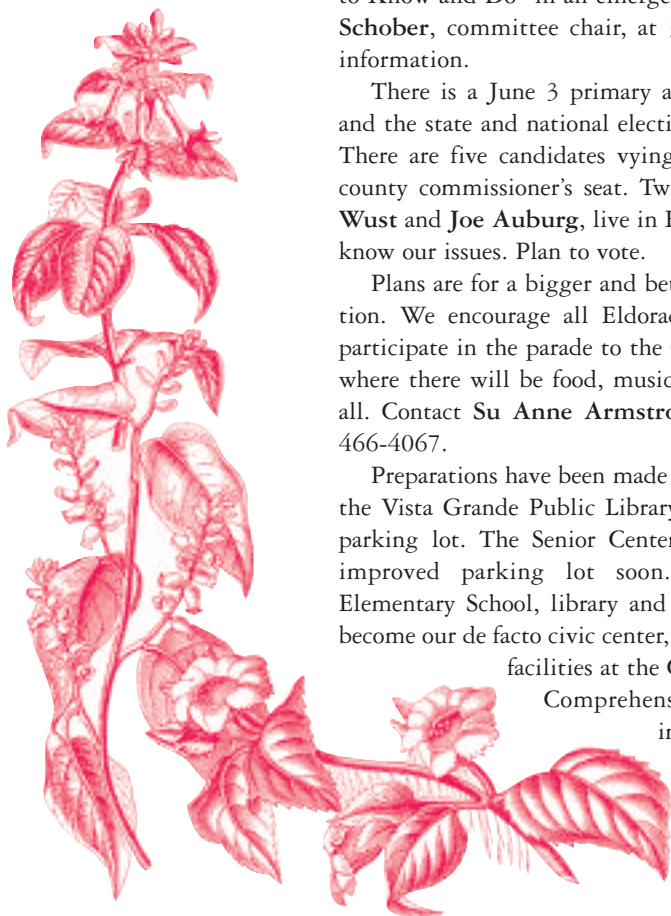 to Know and Do" in an emerge
Schober, committee chair, at
information.
There is a June 3 primary a
and the state and national electi
There are five candidates vying
county commissioner's seat. Tw
Wust and Joe Auburg, live in
know our issues. Plan to vote.
Plans are for a bigger and be
tion. We encourage all Eldorad
participate in the parade to the
where there will be food, music
all. Contact Su Anne Armstro
466-4067.
Preparations have been made
the Vista Grande Public Library
parking lot. The Senior Center
improved parking lot soon.
Elementary School, library and
become our de facto civic center,
facilities at the
Comprehens
in